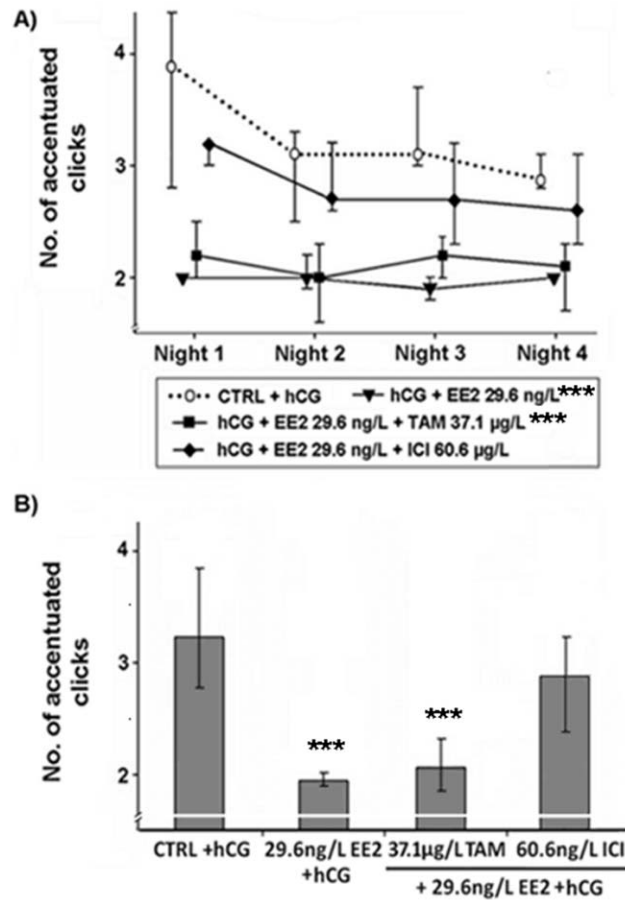 A)
No. of accentuated
clicks
4
3
2
Night 1 Night 2 Night 3 Night 4
CTRL + hCG hCG + EE2 29.6 ng/L***
hCG + EE2 29.6 ng/L + TAM 37.1 µg/L ***
hCG + EE2 29.6 ng/L + ICI 60.6 µg/L
B)
No. of accentuated
clicks
4
3
2
***
***
CTRL +hCG 29.6ng/L EE2 37.1µg/L TAM 60.6ng/L ICI
+hCG
+ 29.6ng/L EE2 +hCG